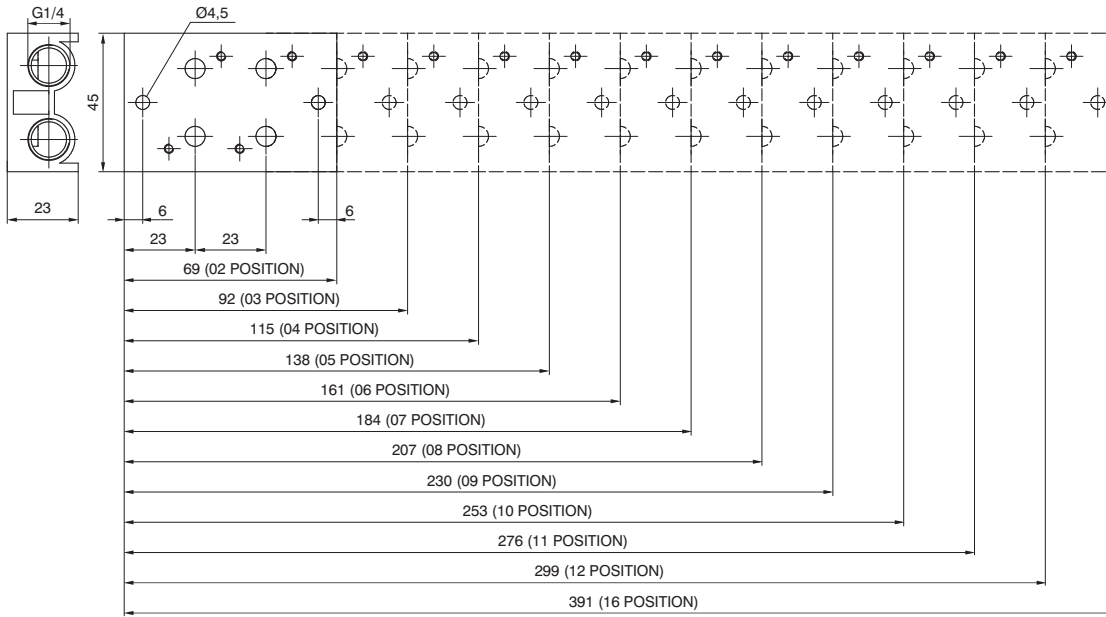 G1/4
Ø4,5
45
23
6
6
23
23
69 (02 POSITION)
92 (03 POSITION)
115 (04 POSITION)
138 (05 POSITION)
161 (06 POSITION)
184 (07 POSITION)
207 (08 POSITION)
230 (09 POSITION)
253 (10 POSITION)
276 (11 POSITION)
299 (12 POSITION)
391 (16 POSITION)